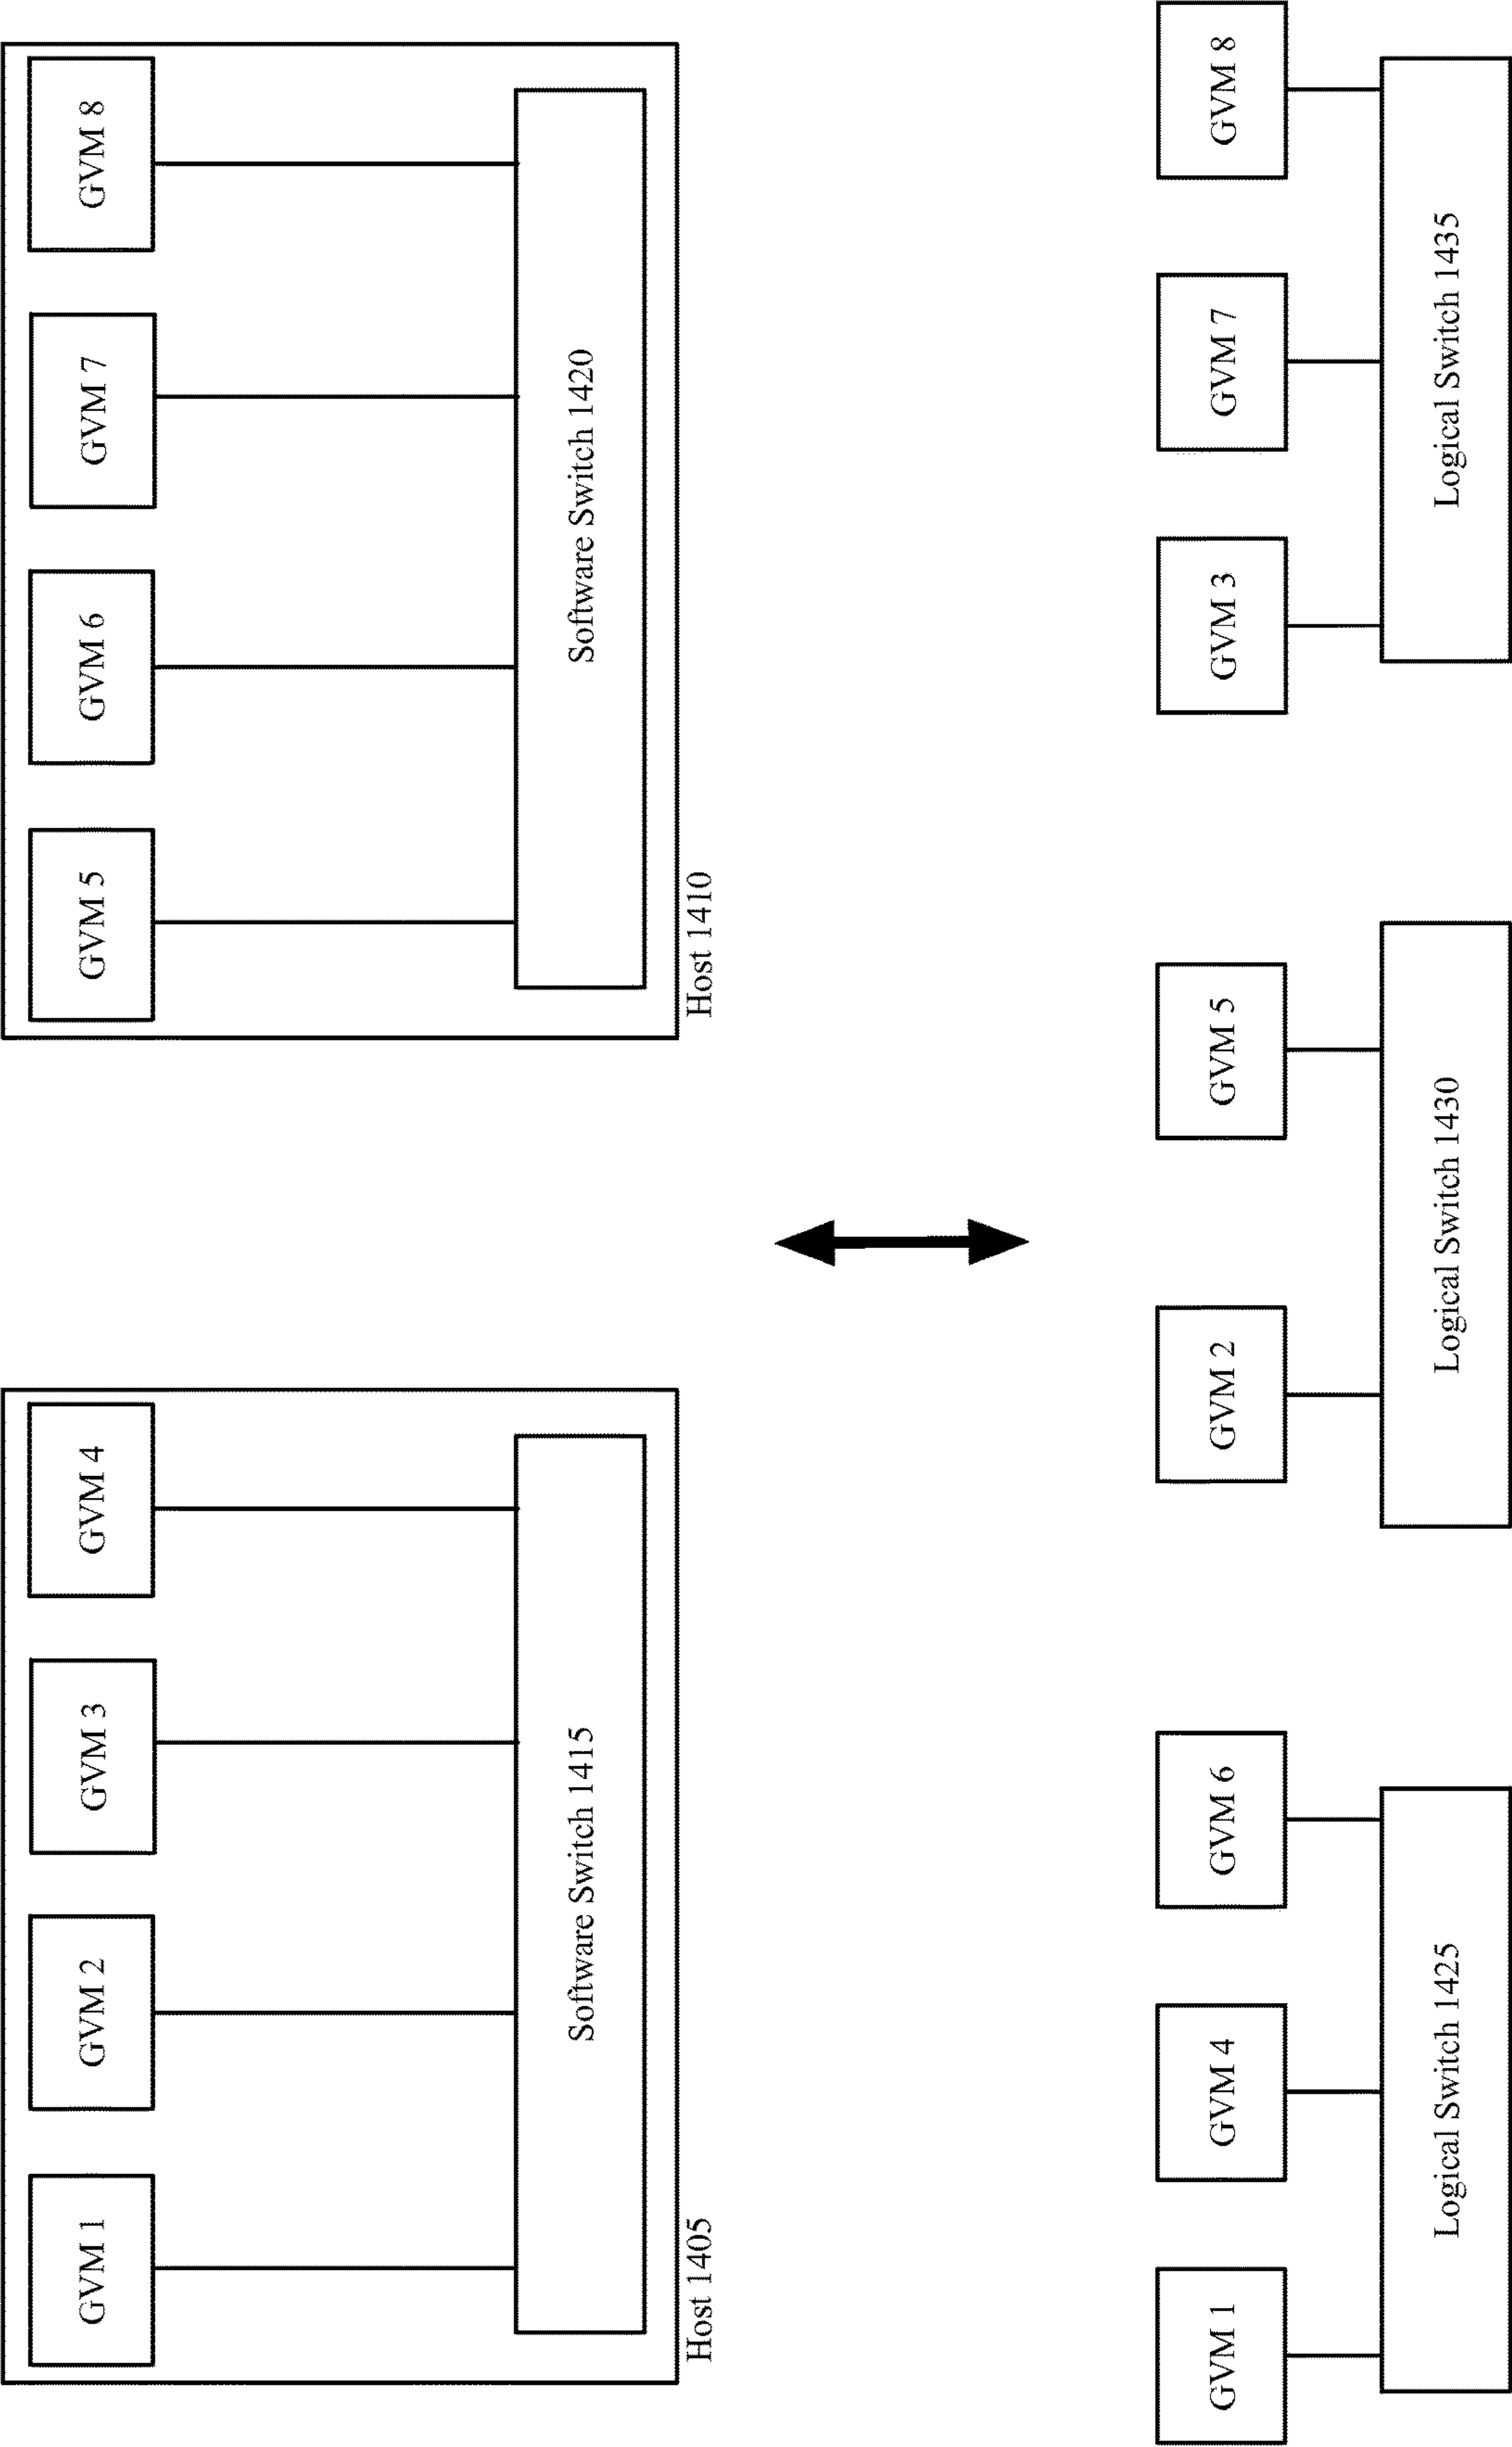 GVM 1
GVM 2
GVM 3
GVM 4
Software Switch 1415
Host 1405
GVM 5
GVM 6
GVM 7
GVM 8
Software Switch 1420
Host 1410
GVM 1
GVM 4
GVM 6
Logical Switch 1425
GVM 2
GVM 5
Logical Switch 1430
GVM 3
GVM 7
GVM 8
Logical Switch 1435